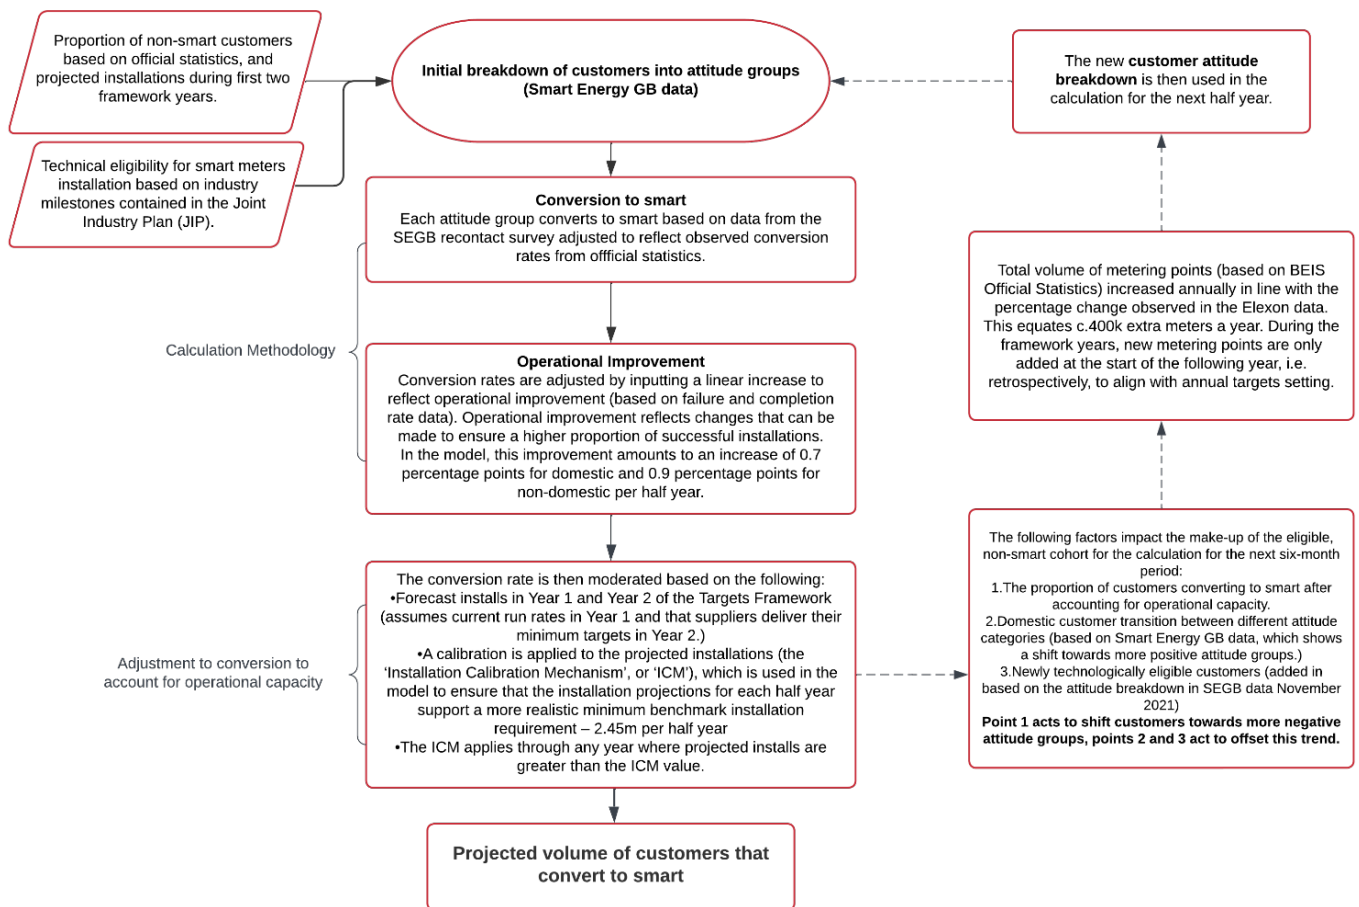 Proportion of non-smart customers
based on official statistics, and
projected installations during first two
framework years.
Technical eligibility for smart meters
installation based on industry
milestones contained in the Joint
Industry Plan (JIP).
Initial breakdown of customers into attitude groups
(Smart Energy GB data)
The new customer attitude
breakdown is then used in the
calculation for the next half year.
Conversion to smart
Each attitude group converts to smart based on data from the
SEGB recontact survey adjusted to reflect observed conversion
rates from offficial statistics.
Calculation Methodology
Operational Improvement
Conversion rates are adjusted by inputting a linear increase to
reflect operational improvement (based on failure and completion
rate data). Operational improvement reflects changes that can be
made to ensure a higher proportion of successful installations.
In the model, this improvement amounts to an increase of 0.7
percentage points for domestic and 0.9 percentage points for
non-domestic per half year.
Total volume of metering points (based on BEIS
Official Statistics) increased annually in line with the
percentage change observed in the Elexon data.
This equates c.400k extra meters a year. During the
framework years, new metering points are only
added at the start of the following year, i.e.
retrospectively, to align with annual targets setting.
Adjustment to conversion to
account for operational capacity
The conversion rate is then moderated based on the following:
•Forecast installs in Year 1 and Year 2 of the Targets Framework
(assumes current run rates in Year 1 and that suppliers deliver their
minimum targets in Year 2.)
•A calibration is applied to the projected installations (the
‘Installation Calibration Mechanism’, or ‘ICM’), which is used in the
model to ensure that the installation projections for each half year
support a more realistic minimum benchmark installation
requirement – 2.45m per half year
•The ICM applies through any year where projected installs are
greater than the ICM value.
The following factors impact the make-up of the eligible,
non-smart cohort for the calculation for the next six-month
period:
1.The proportion of customers converting to smart after
accounting for operational capacity.
2.Domestic customer transition between different attitude
categories (based on Smart Energy GB data, which shows
a shift towards more positive attitude groups.)
3.Newly technologically eligible customers (added in
based on the attitude breakdown in SEGB data November
2021)
Point 1 acts to shift customers towards more negative
attitude groups, points 2 and 3 act to offset this trend.
Projected volume of customers that
convert to smart